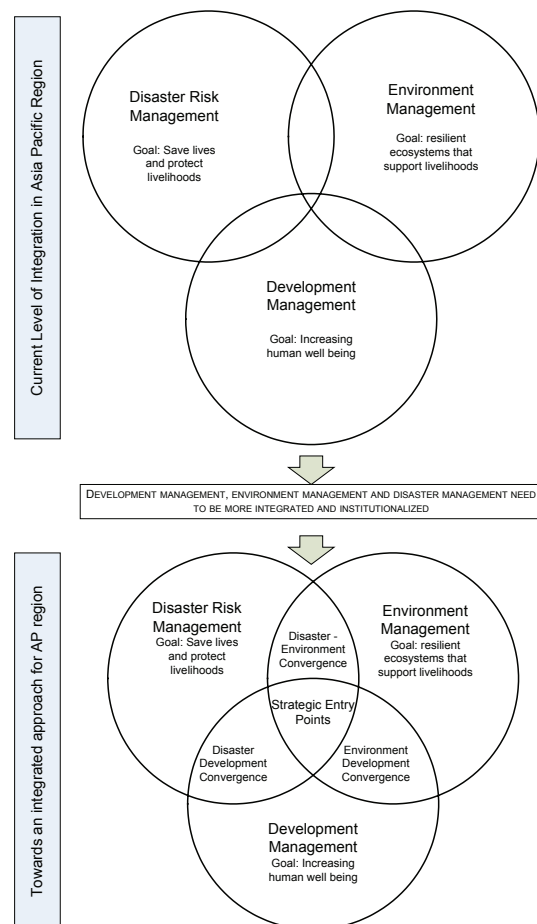 Current Level of Integration in Asia Pacific Region
Disaster Risk
Management
Goal: Save lives
and protect
livelihoods
Environment
Management
Goal: resilient
ecosystems that
support livelihoods
Development
Management
Goal: Increasing
human well being
DEVELOPMENT MANAGEMENT, ENVIRONMENT MANAGEMENT AND DISASTER MANAGEMENT NEED
TO BE MORE INTEGRATED AND INSTITUTIONALIZED
Towards an integrated approach for AP region
Disaster Risk
Management
Goal: Save lives
and protect
livelihoods
Disaster -
Environment
Convergence
Environment
Management
Goal: resilient
ecosystems that
support livelihoods
Strategic Entry
Points
Disaster
Development
Convergence
Environment
Development
Convergence
Development
Management
Goal: Increasing
human well being